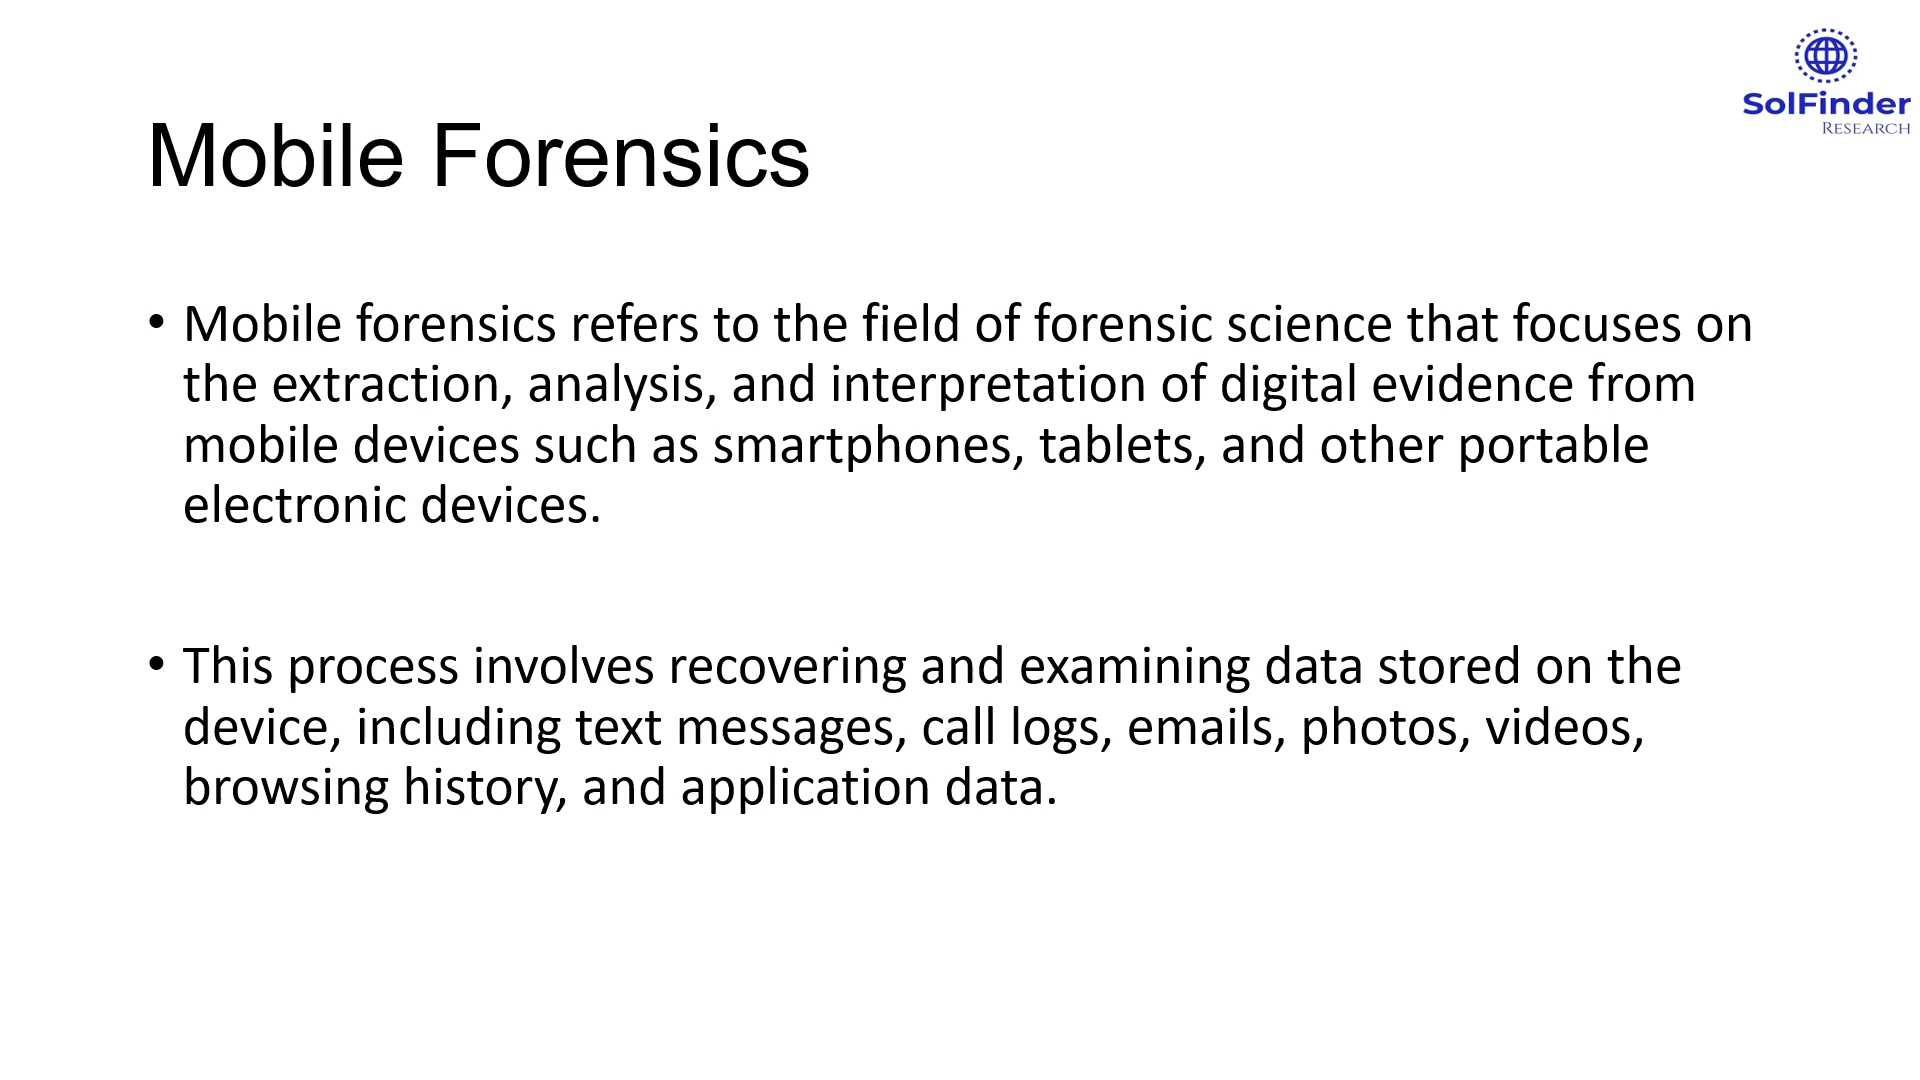 SolFinder
RESEARCH
Mobile Forensics
• Mobile forensics refers to the field of forensic science that focuses on
the extraction, analysis, and interpretation of digital evidence from
mobile devices such as smartphones, tablets, and other portable
electronic devices.
• This process involves recovering and examining data stored on the
device, including text messages, call logs, emails, photos, videos,
browsing history, and application data.